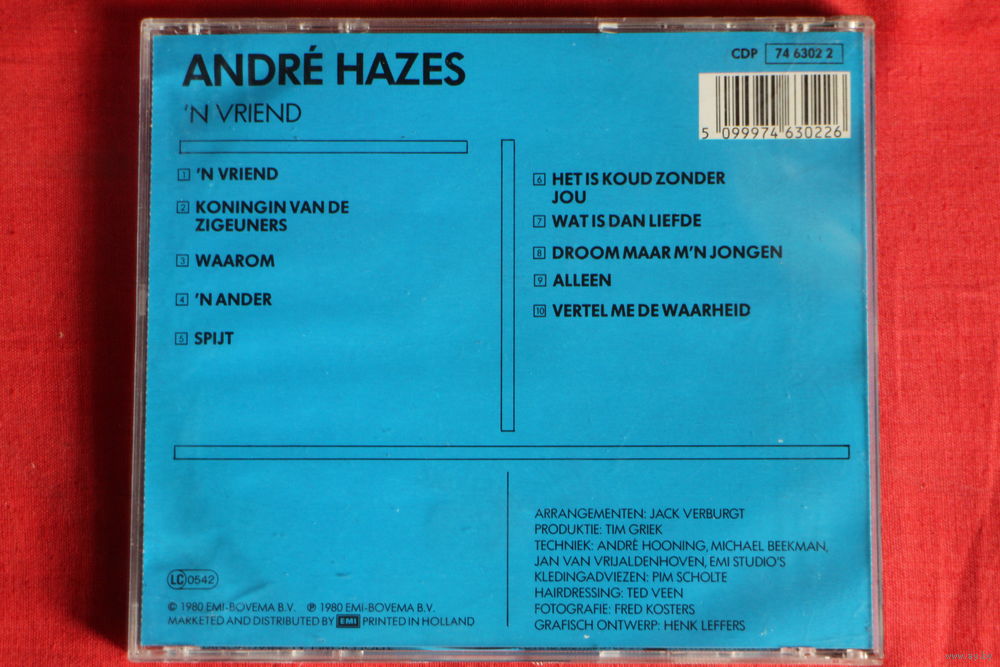 ANDRÉ HAZES
'N VRIEND
CDP 74 6302 2
5 099974 630226
1 'N VRIEND
2 KONINGIN VAN DE
ZIGEUNERS
3 WAAROM
4 'N ANDER
5 SPIJT
6 HET IS KOUD ZONDER
JOU
7 WAT IS DAN LIEFDE
8 DROOM MAAR M'N JONGEN
9 ALLEEN
10 VERTEL ME DE WAARHEID
ARRANGEMENTEN: JACK VERBURGT
PRODUKTIE: TIM GRIEK
TECHNIEK: ANDRÉ HOONING, MICHAEL BEEKMAN,
JAN VAN VRIJALDENHOVEN, EMI STUDIO'S
KLEDINGADVIEZEN: PIM SCHOLTE
HAIRDRESSING: TED VEEN
FOTOGRAFIE: FRED KOSTERS
GRAFISCH ONTWERP: HENK LEFFERS
LC 0542
© 1980 EMI-BOVEMA B.V. ℗ 1980 EMI-BOVEMA B.V.
MARKETED AND DISTRIBUTED BY EMI PRINTED IN HOLLAND